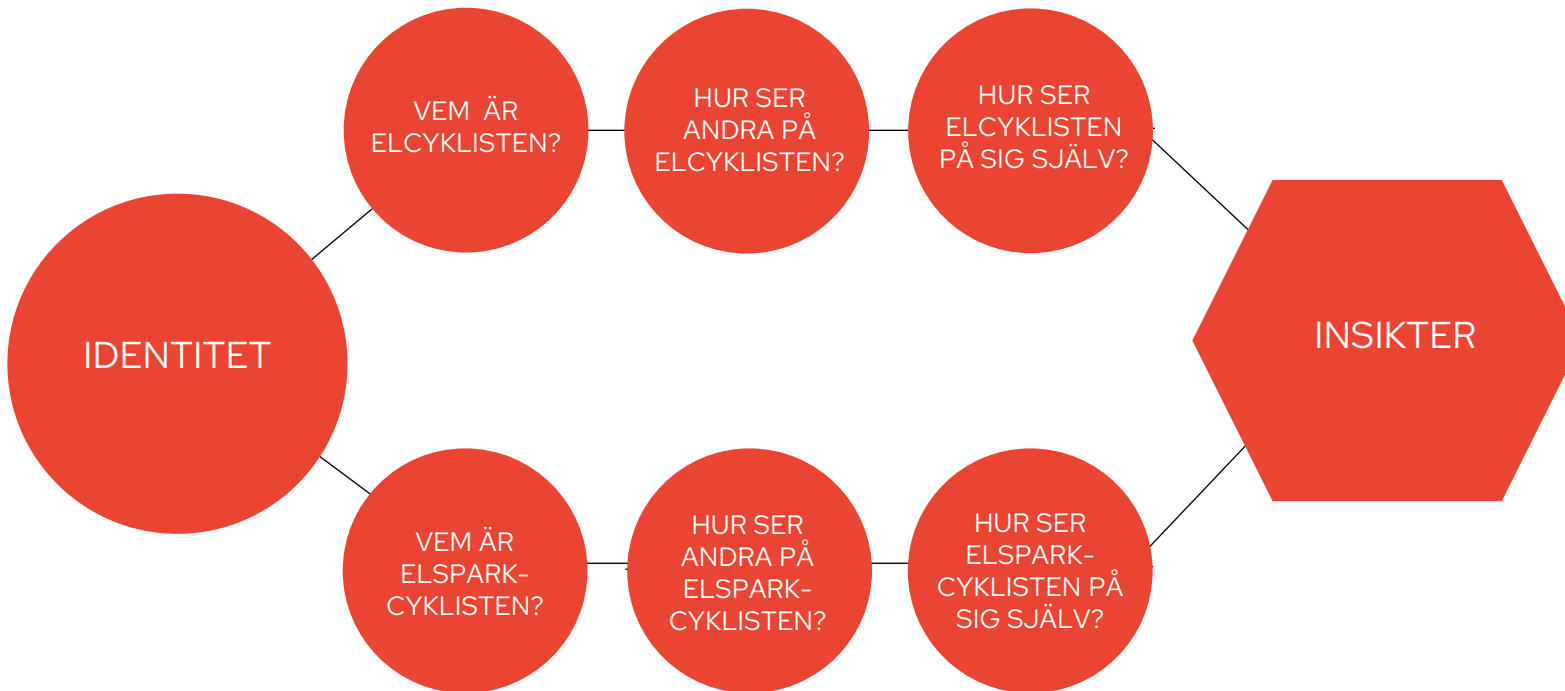 IDENTITET
VEM ÄR
ELCYKLISTEN?
HUR SER
ANDRA PÅ
ELCYKLISTEN?
HUR SER
ELCYKLISTEN
PÅ SIG SJÄLV?
VEM ÄR
ELSPARK-
CYKLISTEN?
HUR SER
ANDRA PÅ
ELSPARK-
CYKLISTEN?
HUR SER
ELSPARK-
CYKLISTEN PÅ
SIG SJÄLV?
INSIKTER